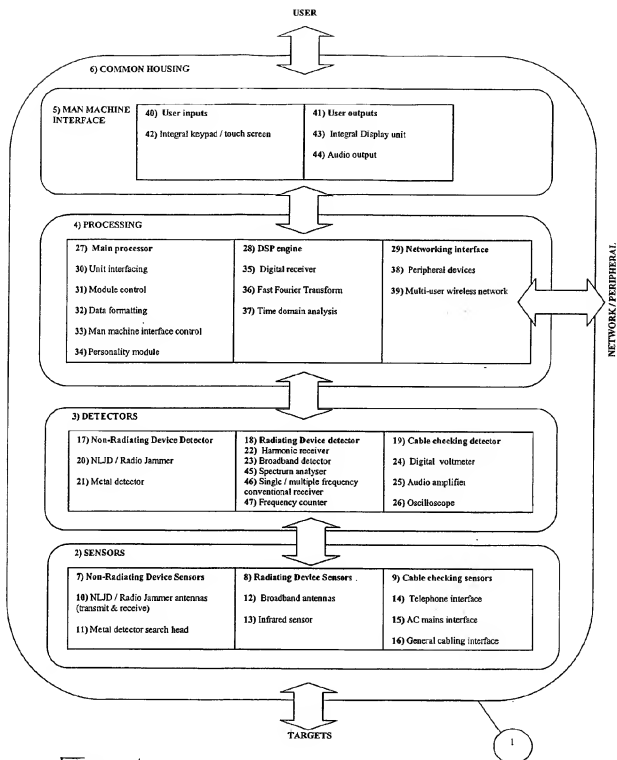 USER
6) COMMON HOUSING
5) MAN MACHINE
INTERFACE
40) User inputs
42) Integral keypad / touch screen
41) User outputs
43) Integral Display unit
44) Audio output
4) PROCESSING
27) Main processor
30) Unit interfacing
31) Module control
32) Data formatting
33) Man machine interface control
34) Personality module
28) DSP engine
35) Digital receiver
36) Fast Fourier Transform
37) Time domain analysis
29) Networking interface
38) Peripheral devices
39) Multi-user wireless network
NETWORK / PERIPHERAL
3) DETECTORS
17) Non-Radiating Device Detector
20) NLJD / Radio Jammer
21) Metal detector
18) Radiating Device detector
22) Harmonic receiver
23) Broadband detector
45) Spectrum analyser
46) Single / multiple frequency
conventional receiver
47) Frequency counter
19) Cable checking detector
24) Digital voltmeter
25) Audio amplifier
26) Oscilloscope
2) SENSORS
7) Non-Radiating Device Sensors
10) NLJD / Radio Jammer antennas
(transmit & receive)
11) Metal detector search head
8) Radiating Device Sensors
12) Broadband antennas
13) Infrared sensor
9) Cable checking sensors
14) Telephone interface
15) AC mains interface
16) General cabling interface
TARGETS
1